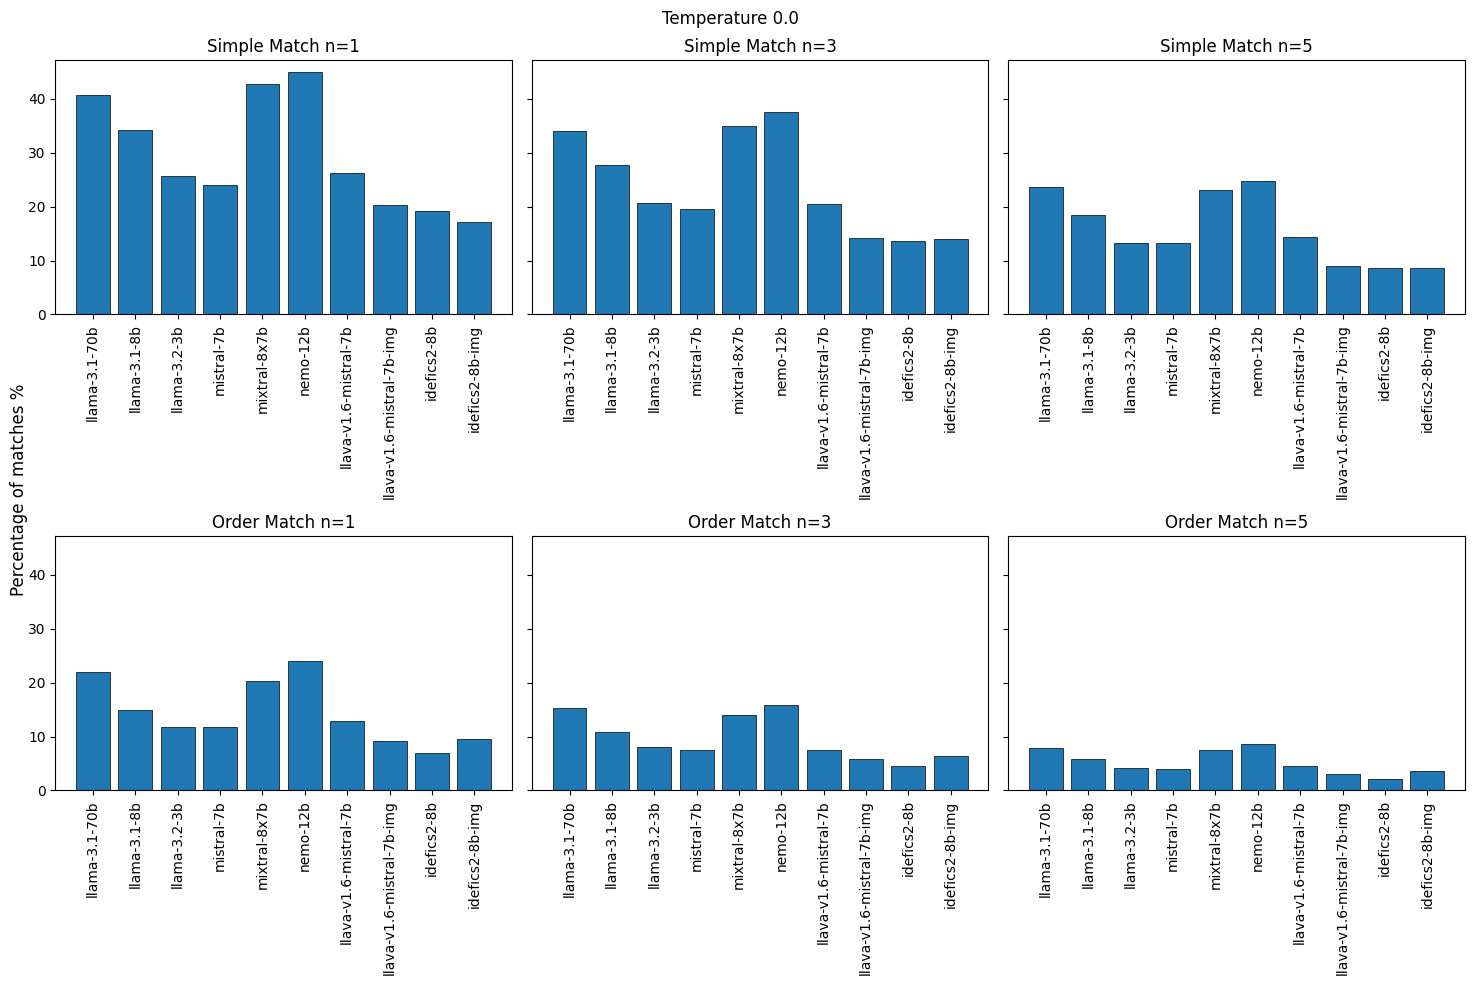 Temperature 0.0
Simple Match n=1
Simple Match n=3
Simple Match n=5
40
30
20
10
0
llama-3.1-70b
llama-3.1-8b
llama-3.2-3b
mistral-7b
mixtral-8x7b
nemo-12b
llava-v1.6-mistral-7b
llava-v1.6-mistral-7b-img
idefics2-8b
idefics2-8b-img
llama-3.1-70b
llama-3.1-8b
llama-3.2-3b
mistral-7b
mixtral-8x7b
nemo-12b
llava-v1.6-mistral-7b
llava-v1.6-mistral-7b-img
idefics2-8b
idefics2-8b-img
llama-3.1-70b
llama-3.1-8b
llama-3.2-3b
mistral-7b
mixtral-8x7b
nemo-12b
llava-v1.6-mistral-7b
llava-v1.6-mistral-7b-img
idefics2-8b
idefics2-8b-img
Percentage of matches %
Order Match n=1
Order Match n=3
Order Match n=5
40
30
20
10
0
llama-3.1-70b
llama-3.1-8b
llama-3.2-3b
mistral-7b
mixtral-8x7b
nemo-12b
llava-v1.6-mistral-7b
llava-v1.6-mistral-7b-img
idefics2-8b
idefics2-8b-img
llama-3.1-70b
llama-3.1-8b
llama-3.2-3b
mistral-7b
mixtral-8x7b
nemo-12b
llava-v1.6-mistral-7b
llava-v1.6-mistral-7b-img
idefics2-8b
idefics2-8b-img
llama-3.1-70b
llama-3.1-8b
llama-3.2-3b
mistral-7b
mixtral-8x7b
nemo-12b
llava-v1.6-mistral-7b
llava-v1.6-mistral-7b-img
idefics2-8b
idefics2-8b-img